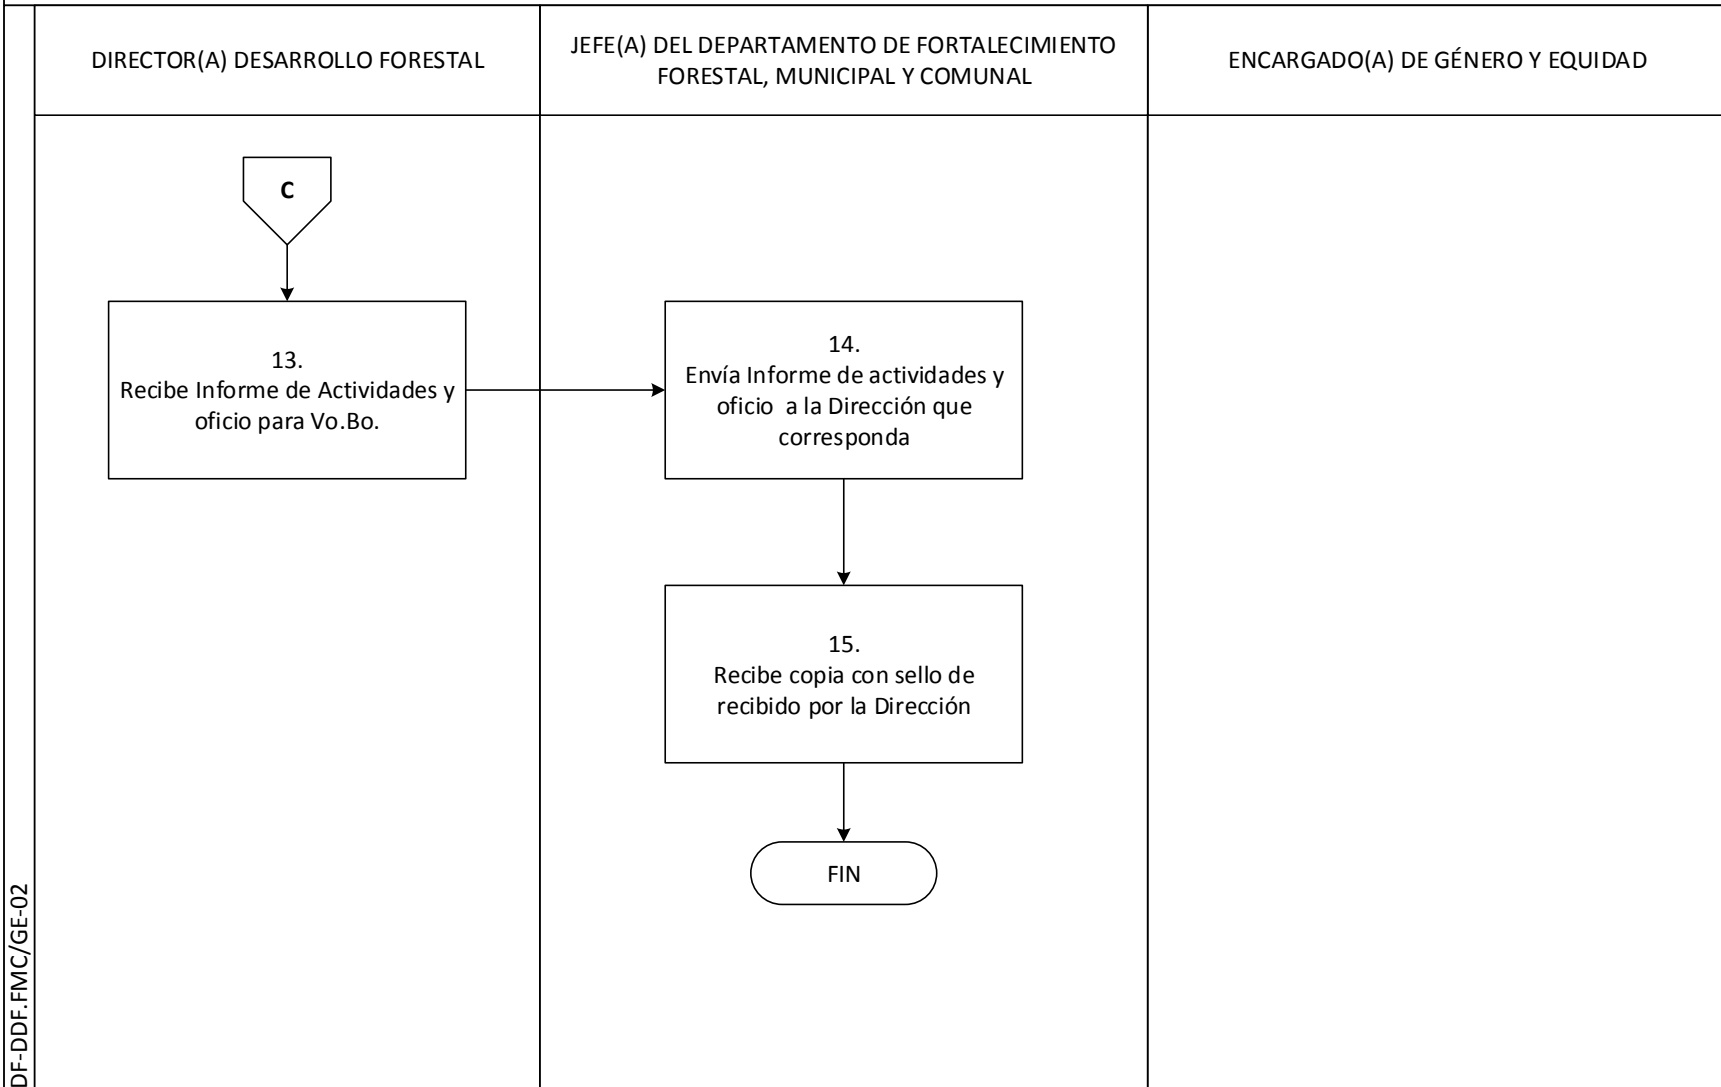 DIRECTOR(A) DESARROLLO FORESTAL
JEFE(A) DEL DEPARTAMENTO DE FORTALECIMIENTO
FORESTAL, MUNICIPAL Y COMUNAL
ENCARGADO(A) DE GÉNERO Y EQUIDAD
C
13.
Recibe Informe de Actividades y
oficio para Vo.Bo.
14.
Envía Informe de actividades y
oficio a la Dirección que
corresponda
15.
Recibe copia con sello de
recibido por la Dirección
FIN
DF-DDF.FMC/GE-02